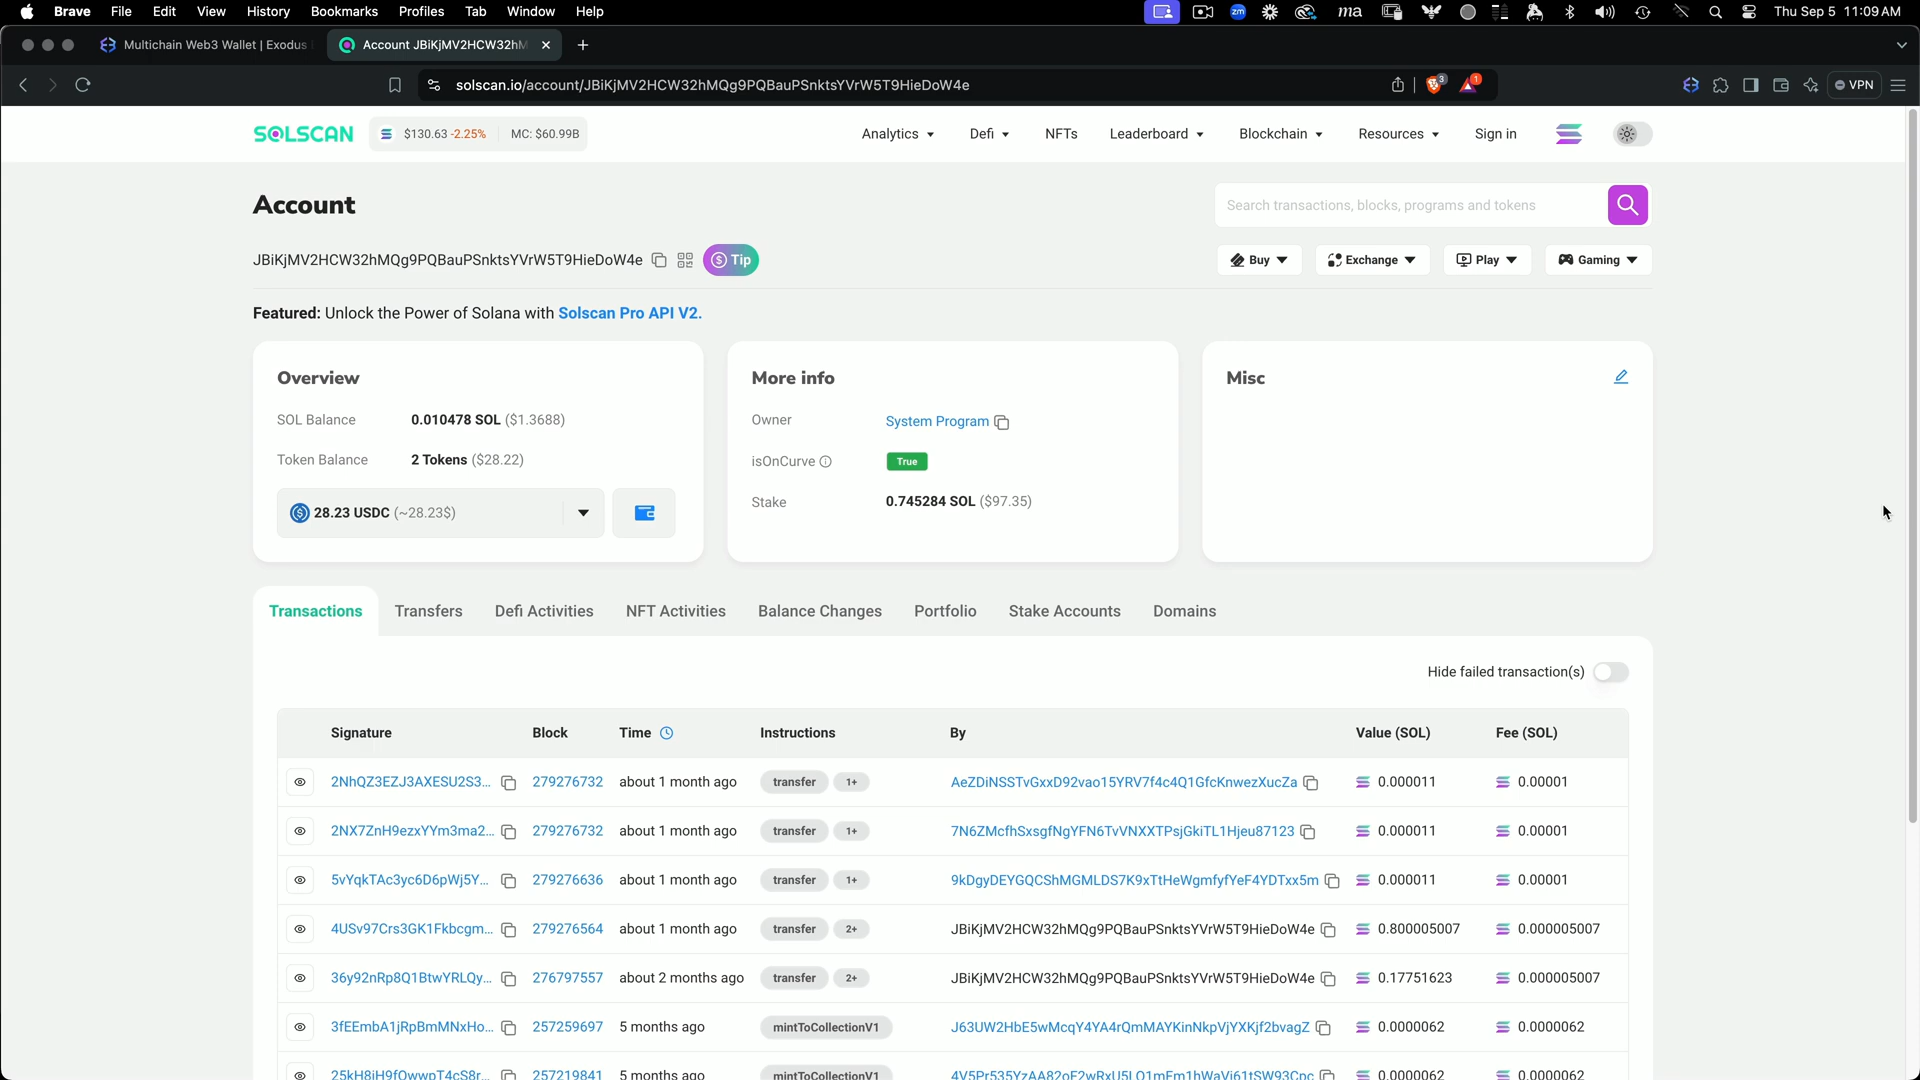 Brave File Edit View History Bookmarks Profiles Tab Window Help
zm ma Thu Sep 5 11:09 AM
Multichain Web3 Wallet | Exodus
Account JBiKjMV2HCW32hM
solscan.io/account/JBiKjMV2HCW32hMQg9PQBauPSnktsYVrW5T9HieDoW4e
3 1 VPN
SOLSCAN $130.63 -2.25% MC: $60.99B Analytics Defi NFTs Leaderboard Blockchain Resources Sign in
Account
Search transactions, blocks, programs and tokens
JBiKjMV2HCW32hMQg9PQBauPSnktsYVrW5T9HieDoW4e Tip
Buy Exchange Play Gaming
Featured: Unlock the Power of Solana with Solscan Pro API V2.
Overview
SOL Balance 0.010478 SOL ($1.3688)
Token Balance 2 Tokens ($28.22)
28.23 USDC (~28.23$)
More info
Owner System Program
isOnCurve True
Stake 0.745284 SOL ($97.35)
Misc
Transactions Transfers Defi Activities NFT Activities Balance Changes Portfolio Stake Accounts Domains
Hide failed transaction(s)
Signature Block Time Instructions By Value (SOL) Fee (SOL)
2NhQZ3EZJ3AXESU2S3... 279276732 about 1 month ago transfer 1+ AeZDiNSSTvGxxD92vao15YRV7f4c4Q1GfcKnwezXucZa 0.000011 0.00001
2NX7ZnH9ezxYYm3ma2... 279276732 about 1 month ago transfer 1+ 7N6ZMcfhSxsgfNgYFN6TvVNXXTPsjGkiTL1Hjeu87123 0.000011 0.00001
5vYqkTAc3yc6D6pWj5Y... 279276636 about 1 month ago transfer 1+ 9kDgyDEYGQCShMGMLDS7K9xTtHeWgmfyfYeF4YDTxx5m 0.000011 0.00001
4USv97Crs3GK1Fkbcgm... 279276564 about 1 month ago transfer 2+ JBiKjMV2HCW32hMQg9PQBauPSnktsYVrW5T9HieDoW4e 0.800005007 0.000005007
36y92nRp8Q1BtwYRLQy... 276797557 about 2 months ago transfer 2+ JBiKjMV2HCW32hMQg9PQBauPSnktsYVrW5T9HieDoW4e 0.17751623 0.000005007
3fEEmbA1jRpBmMNxHo... 257259697 5 months ago mintToCollectionV1 J63UW2HbE5wMcqY4YA4rQmMAYKinNkpVjYXKjf2bvagZ 0.0000062 0.0000062
25kH8iH9fOwwpT4cS8r... 257219841 5 months ago mintToCollectionV1 4V5Pr535YzAA82oF2wRxU5LQ1mFm1hWaVj61tSW93Cpc 0.0000062 0.0000062